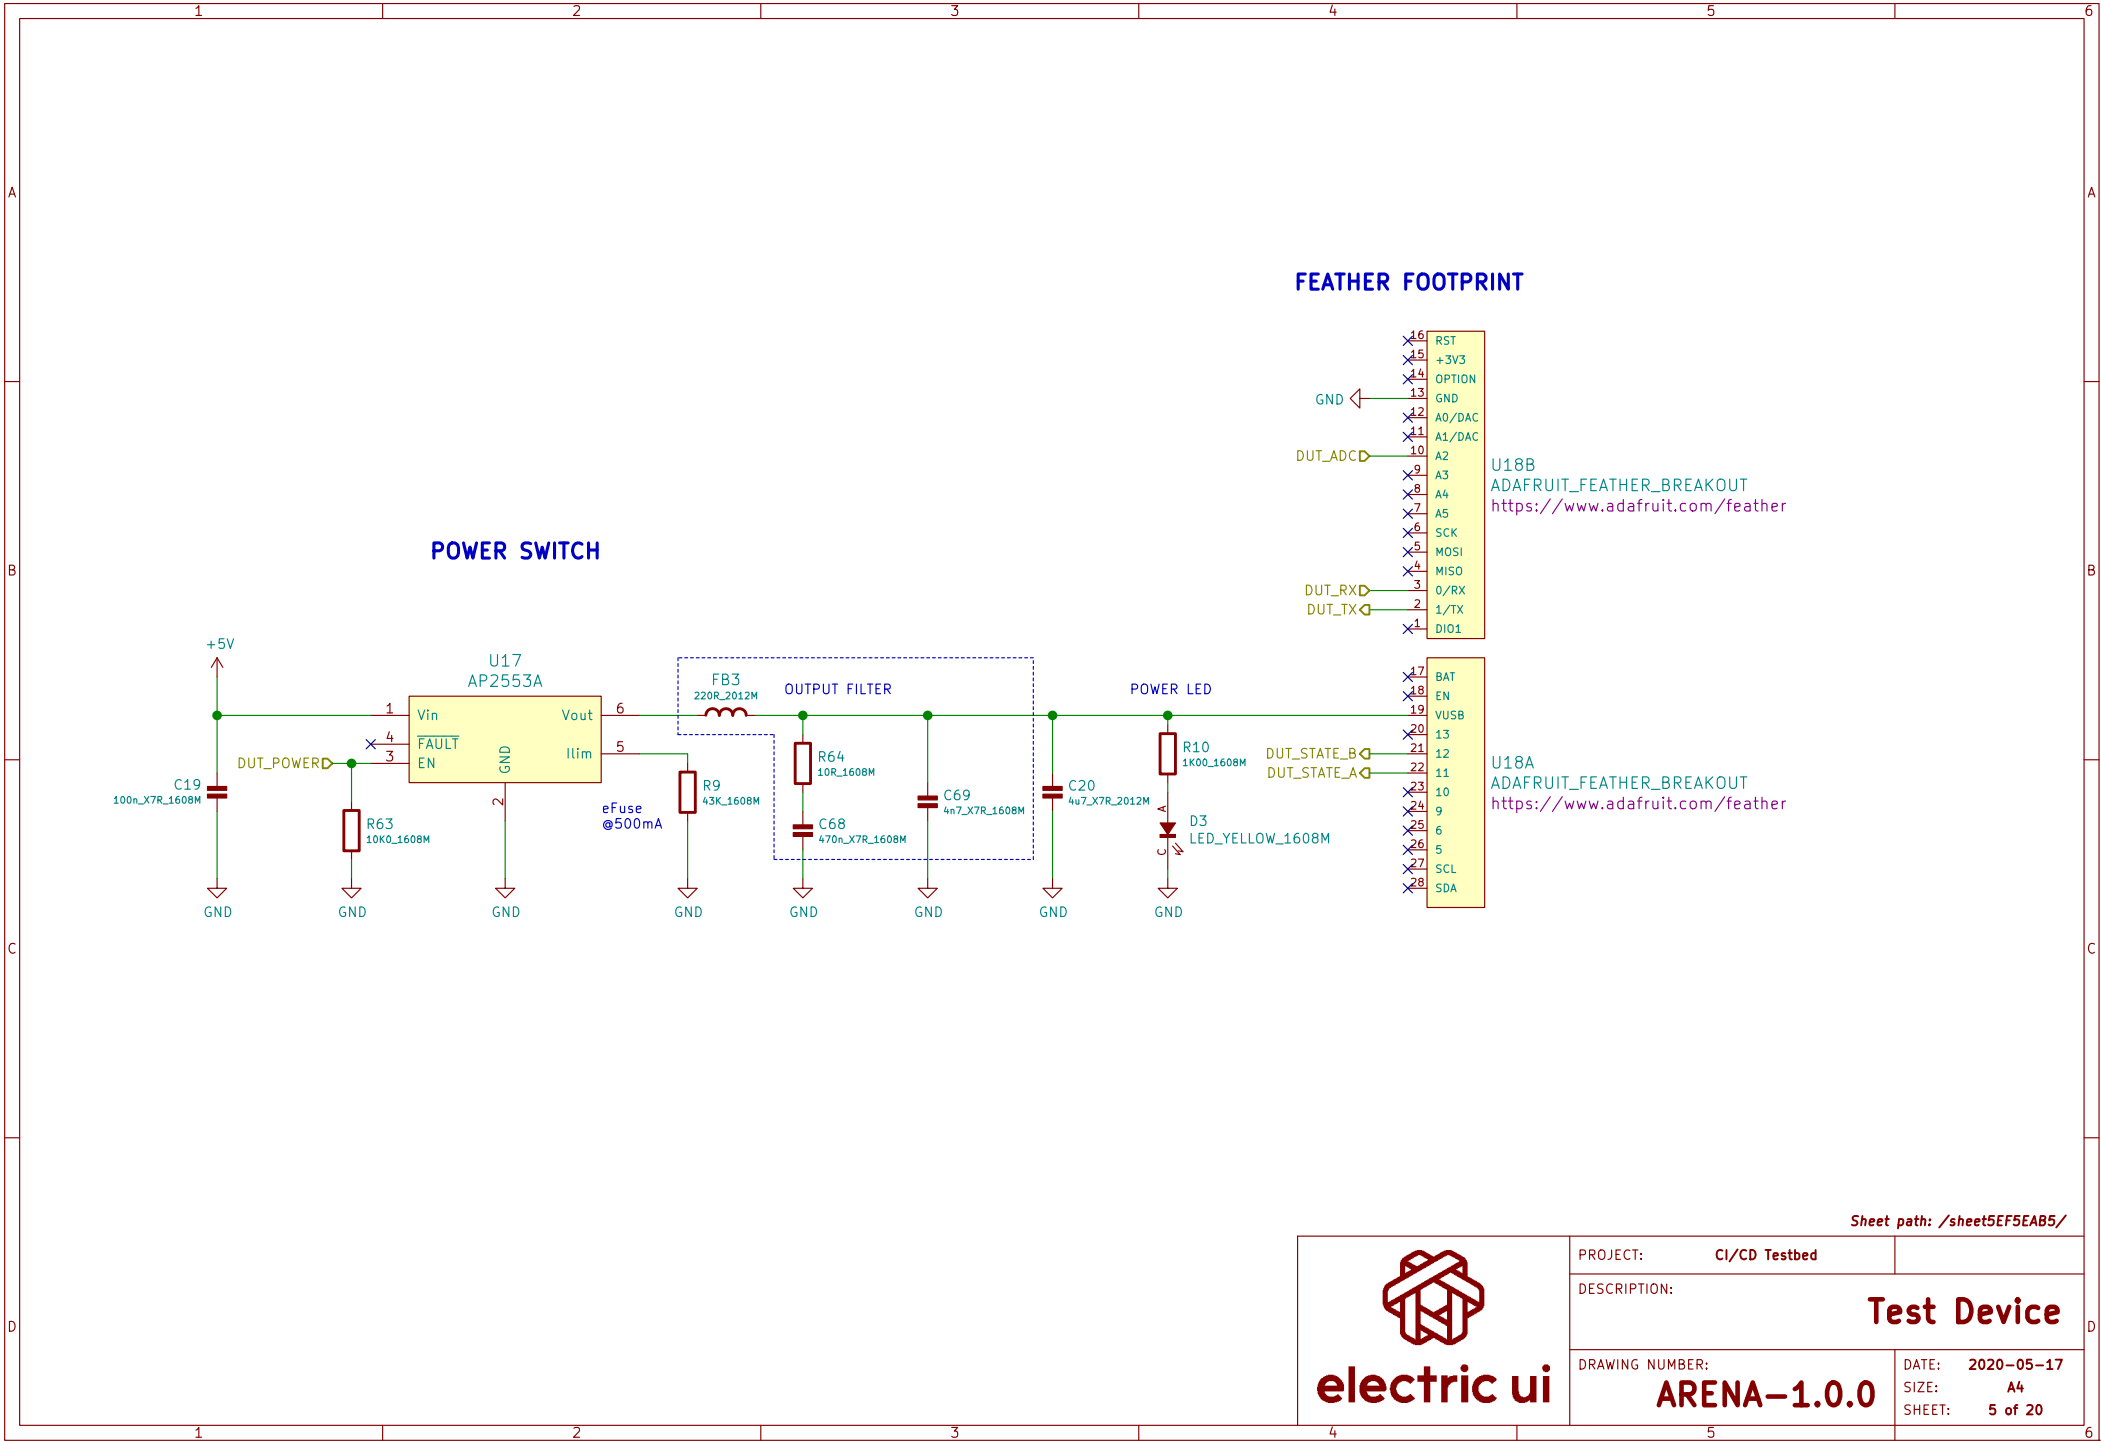 1 2 3 4 5 6
A A
B B
C C
D D
FEATHER FOOTPRINT
16 RST
15 +3V3
14 OPTION
GND 13 GND
12 A0/DAC
11 A1/DAC
DUT_ADC 10 A2
9 A3
8 A4
7 A5
6 SCK
5 MOSI
4 MISO
DUT_RX 3 0/RX
DUT_TX 2 1/TX
1 DIO1
U18B
ADAFRUIT_FEATHER_BREAKOUT
https://www.adafruit.com/feather
POWER SWITCH
+5V
U17
AP2553A
1 Vin
4 FAULT
3 EN
Vout 6
Ilim 5
GND 2
DUT_POWER
C19
100n_X7R_1608M
R63
10K0_1608M
eFuse
@500mA
R9
43K_1608M
FB3
220R_2012M
OUTPUT FILTER
R64
10R_1608M
C68
470n_X7R_1608M
C69
4n7_X7R_1608M
C20
4u7_X7R_2012M
POWER LED
R10
1K00_1608M
A
D3
LED_YELLOW_1608M
C
GND GND GND GND GND GND GND GND
17 BAT
18 EN
19 VUSB
20 13
DUT_STATE_B 21 12
DUT_STATE_A 22 11
23 10
24 9
25 6
26 5
27 SCL
28 SDA
U18A
ADAFRUIT_FEATHER_BREAKOUT
https://www.adafruit.com/feather
Sheet path: /sheet5EF5EAB5/
electric ui
PROJECT: CI/CD Testbed
DESCRIPTION:
Test Device
DRAWING NUMBER:
ARENA-1.0.0
DATE: 2020-05-17
SIZE: A4
SHEET: 5 of 20
1 2 3 4 5 6